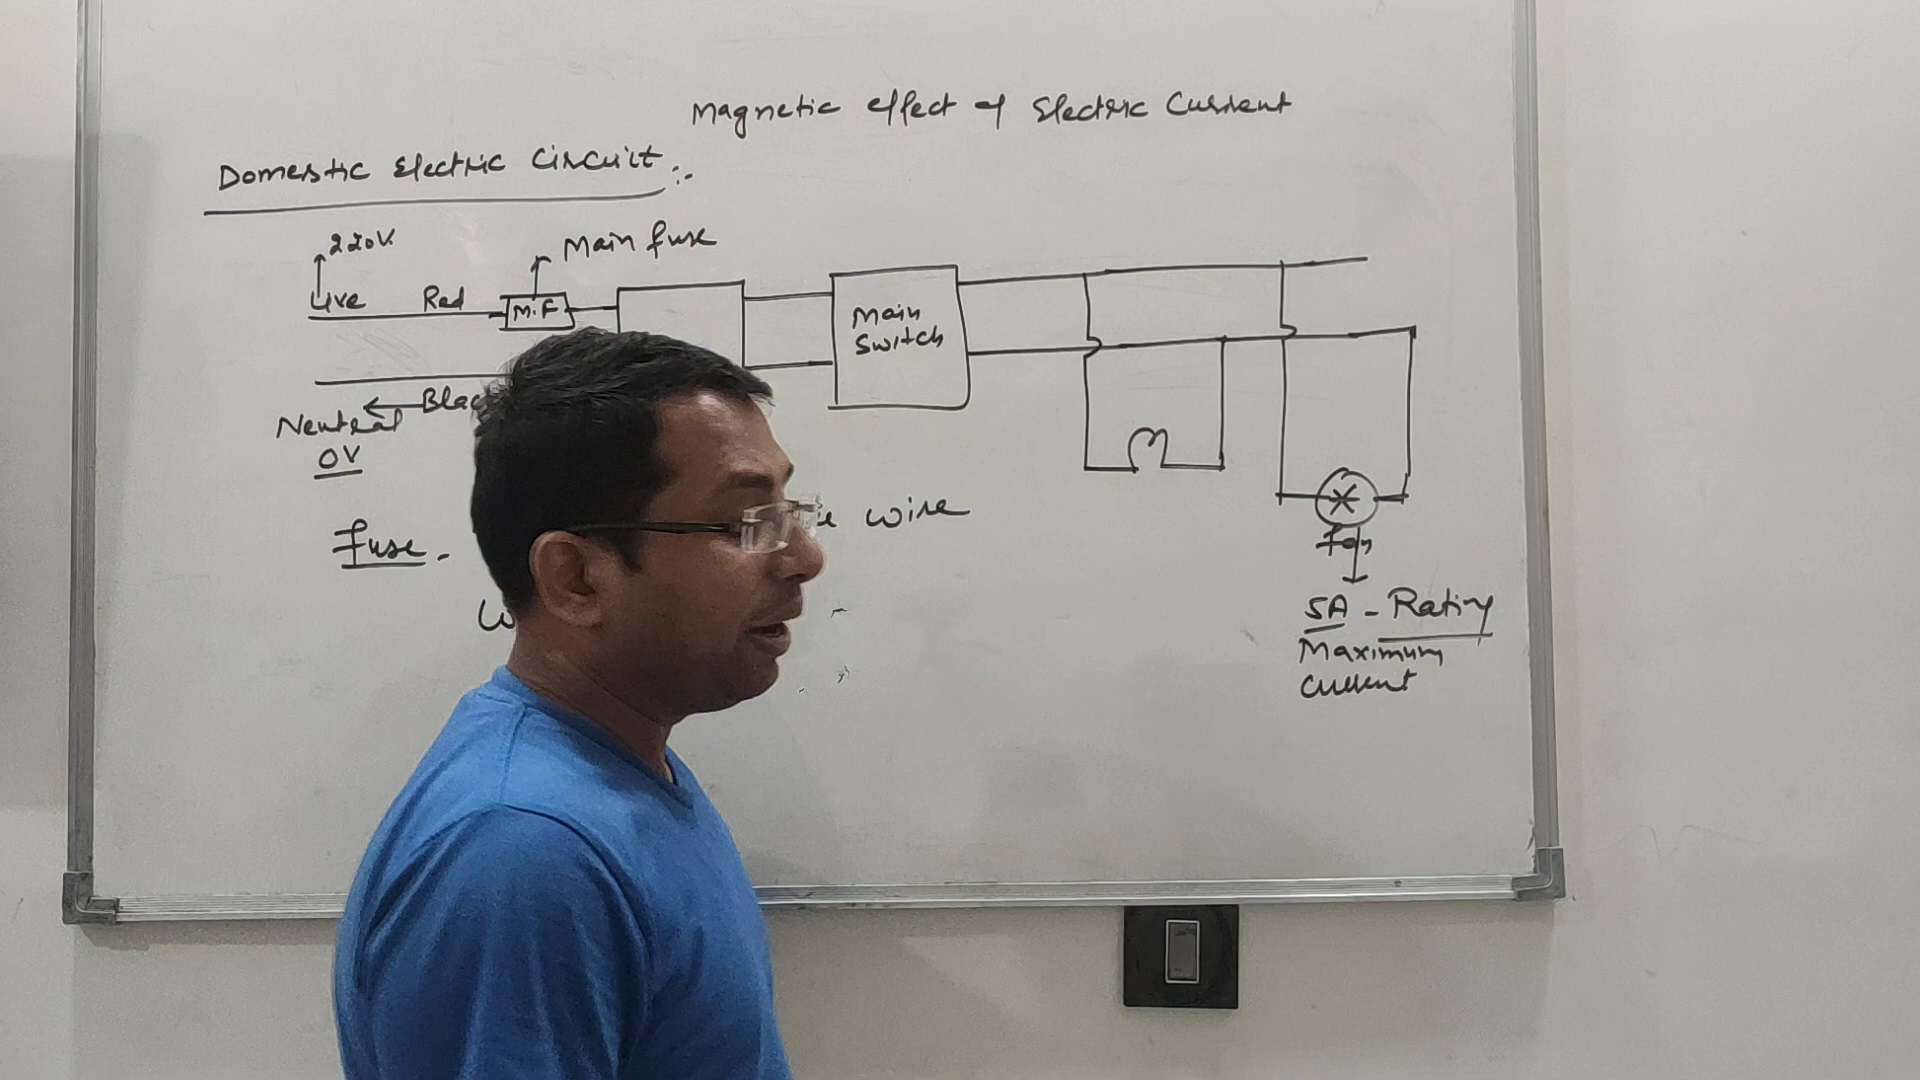 Magnetic effect of Electric Current
Domestic Electric Circuit :-
220V.
Main fuse
Live Red
M.F
Main
Switch
Black
Neutral
0V
wire
Fuse -
fan
5A - Rating
Maximum
Current